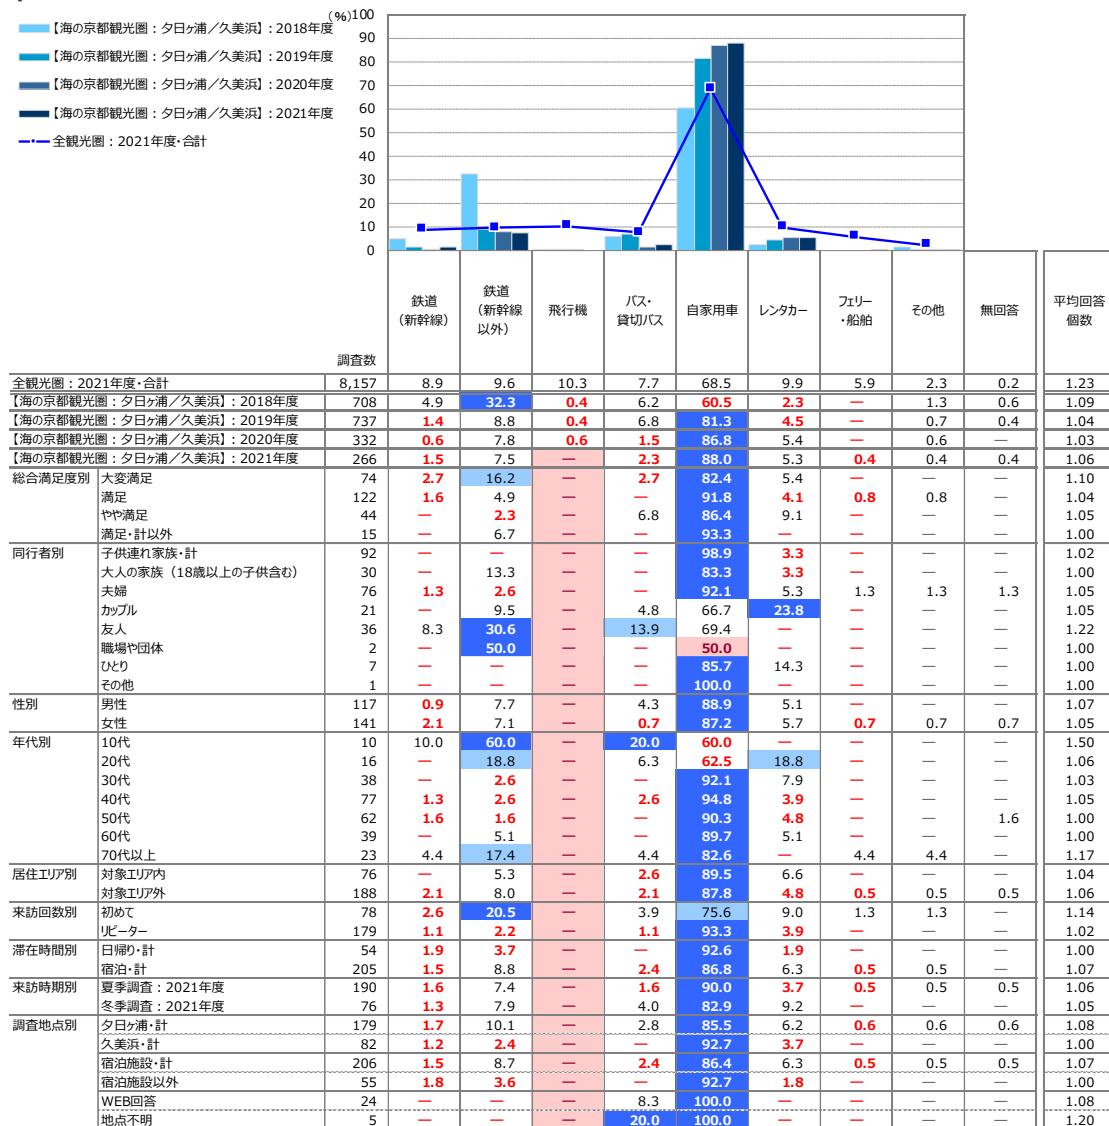 (%)
【海の京都観光圏：夕日ヶ浦／久美浜】：2018年度
【海の京都観光圏：夕日ヶ浦／久美浜】：2019年度
【海の京都観光圏：夕日ヶ浦／久美浜】：2020年度
【海の京都観光圏：夕日ヶ浦／久美浜】：2021年度
全観光圏：2021年度・合計
100
90
80
70
60
50
40
30
20
10
0
調査数 鉄道（新幹線） 鉄道（新幹線以外） 飛行機 バス・貸切バス 自家用車 レンタカー フェリー・船舶 その他 無回答 平均回答個数
全観光圏：2021年度・合計 8,157 8.9 9.6 10.3 7.7 68.5 9.9 5.9 2.3 0.2 1.23
【海の京都観光圏：夕日ヶ浦／久美浜】：2018年度 708 4.9 32.3 0.4 6.2 60.5 2.3 — 1.3 0.6 1.09
【海の京都観光圏：夕日ヶ浦／久美浜】：2019年度 737 1.4 8.8 0.4 6.8 81.3 4.5 — 0.7 0.4 1.04
【海の京都観光圏：夕日ヶ浦／久美浜】：2020年度 332 0.6 7.8 0.6 1.5 86.8 5.4 — 0.6 — 1.03
【海の京都観光圏：夕日ヶ浦／久美浜】：2021年度 266 1.5 7.5 — 2.3 88.0 5.3 0.4 0.4 0.4 1.06
総合満足度別 大変満足 74 2.7 16.2 — 2.7 82.4 5.4 — — — 1.10
満足 122 1.6 4.9 — — 91.8 4.1 0.8 0.8 — 1.04
やや満足 44 — 2.3 — 6.8 86.4 9.1 — — — 1.05
満足・計以外 15 — 6.7 — — 93.3 — — — — 1.00
同行者別 子供連れ家族・計 92 — — — — 98.9 3.3 — — — 1.02
大人の家族（18歳以上の子供含む） 30 — 13.3 — — 83.3 3.3 — — — 1.00
夫婦 76 1.3 2.6 — — 92.1 5.3 1.3 1.3 1.3 1.05
カップル 21 — 9.5 — 4.8 66.7 23.8 — — — 1.05
友人 36 8.3 30.6 — 13.9 69.4 — — — — 1.22
職場や団体 2 — 50.0 — — 50.0 — — — — 1.00
ひとり 7 — — — — 85.7 14.3 — — — 1.00
その他 1 — — — — 100.0 — — — — 1.00
性別 男性 117 0.9 7.7 — 4.3 88.9 5.1 — — — 1.07
女性 141 2.1 7.1 — 0.7 87.2 5.7 0.7 0.7 0.7 1.05
年代別 10代 10 10.0 60.0 — 20.0 60.0 — — — — 1.50
20代 16 — 18.8 — 6.3 62.5 18.8 — — — 1.06
30代 38 — 2.6 — — 92.1 7.9 — — — 1.03
40代 77 1.3 2.6 — 2.6 94.8 3.9 — — — 1.05
50代 62 1.6 1.6 — — 90.3 4.8 — — 1.6 1.00
60代 39 — 5.1 — — 89.7 5.1 — — — 1.00
70代以上 23 4.4 17.4 — 4.4 82.6 — 4.4 4.4 — 1.17
居住エリア別 対象エリア内 76 — 5.3 — 2.6 89.5 6.6 — — — 1.04
対象エリア外 188 2.1 8.0 — 2.1 87.8 4.8 0.5 0.5 0.5 1.06
来訪回数別 初めて 78 2.6 20.5 — 3.9 75.6 9.0 1.3 1.3 — 1.14
リピーター 179 1.1 2.2 — 1.1 93.3 3.9 — — — 1.02
滞在時間別 日帰り・計 54 1.9 3.7 — — 92.6 1.9 — — — 1.00
宿泊・計 205 1.5 8.8 — 2.4 86.8 6.3 0.5 0.5 — 1.07
来訪時期別 夏季調査：2021年度 190 1.6 7.4 — 1.6 90.0 3.7 0.5 0.5 0.5 1.06
冬季調査：2021年度 76 1.3 7.9 — 4.0 82.9 9.2 — — — 1.05
調査地点別 夕日ヶ浦・計 179 1.7 10.1 — 2.8 85.5 6.2 0.6 0.6 0.6 1.08
久美浜・計 82 1.2 2.4 — — 92.7 3.7 — — — 1.00
宿泊施設・計 206 1.5 8.7 — 2.4 86.4 6.3 0.5 0.5 0.5 1.07
宿泊施設以外 55 1.8 3.6 — — 92.7 1.8 — — — 1.00
WEB回答 24 — — — 8.3 100.0 — — — — 1.08
地点不明 5 — — — 20.0 100.0 — — — — 1.20